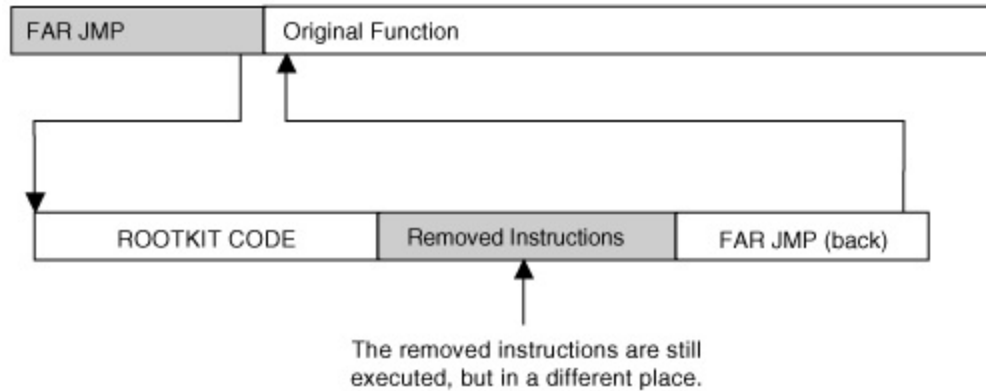 FAR JMP
Original Function
ROOTKIT CODE
Removed Instructions
FAR JMP (back)
The removed instructions are still
executed, but in a different place.